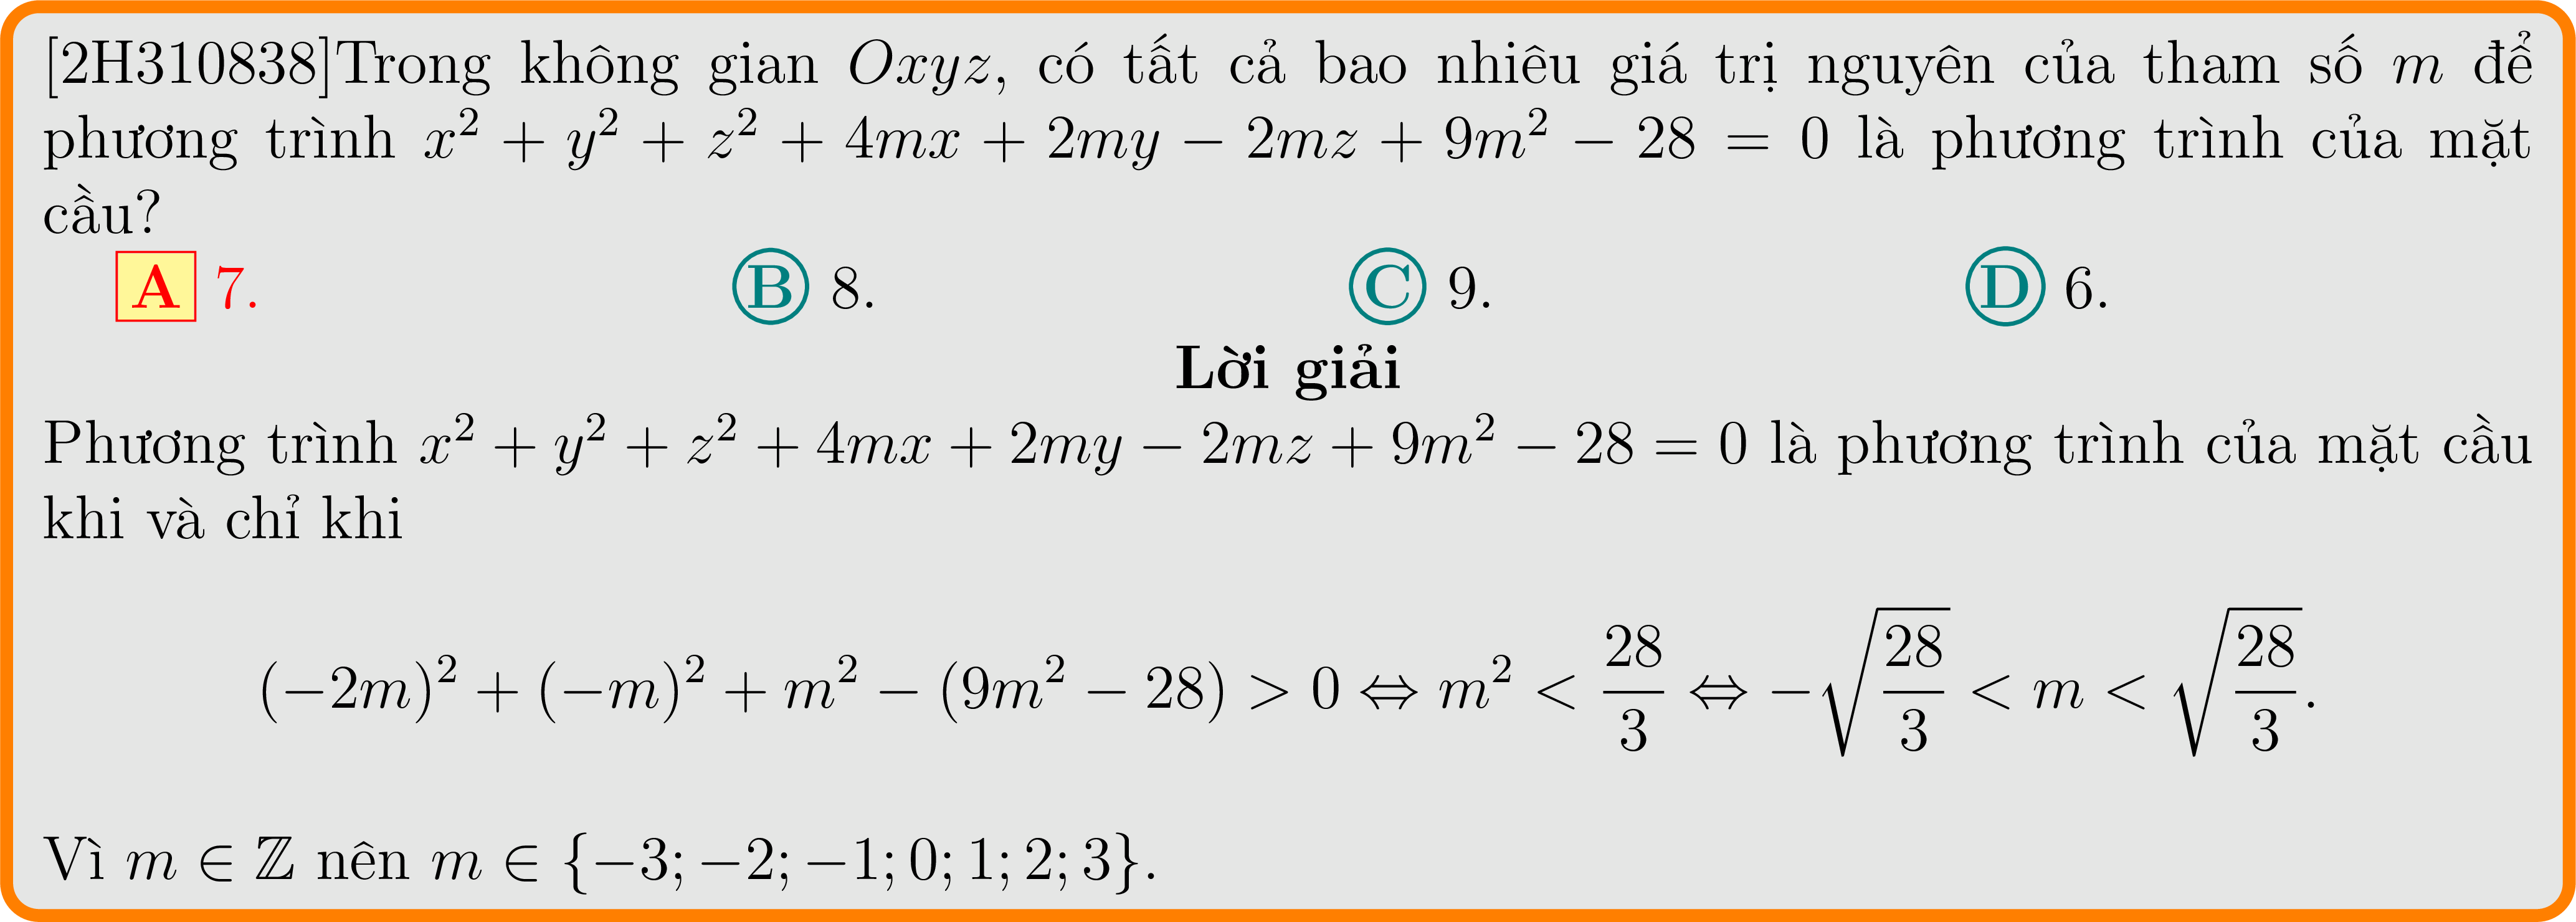 [2H310838]Trong không gian $Oxyz$, có tất cả bao nhiêu giá trị nguyên của tham số $m$ để
phương trình $x^2 + y^2 + z^2 + 4mx + 2my - 2mz + 9m^2 - 28 = 0$ là phương trình của mặt
cầu?
A 7. B 8. C 9. D 6.
Lời giải
Phương trình $x^2 + y^2 + z^2 + 4mx + 2my - 2mz + 9m^2 - 28 = 0$ là phương trình của mặt cầu
khi và chỉ khi
$(-2m)^2 + (-m)^2 + m^2 - (9m^2 - 28) > 0 \Leftrightarrow m^2 < \dfrac{28}{3} \Leftrightarrow -\sqrt{\dfrac{28}{3}} < m < \sqrt{\dfrac{28}{3}}.$
Vì $m \in \mathbb{Z}$ nên $m \in \{-3; -2; -1; 0; 1; 2; 3\}$.